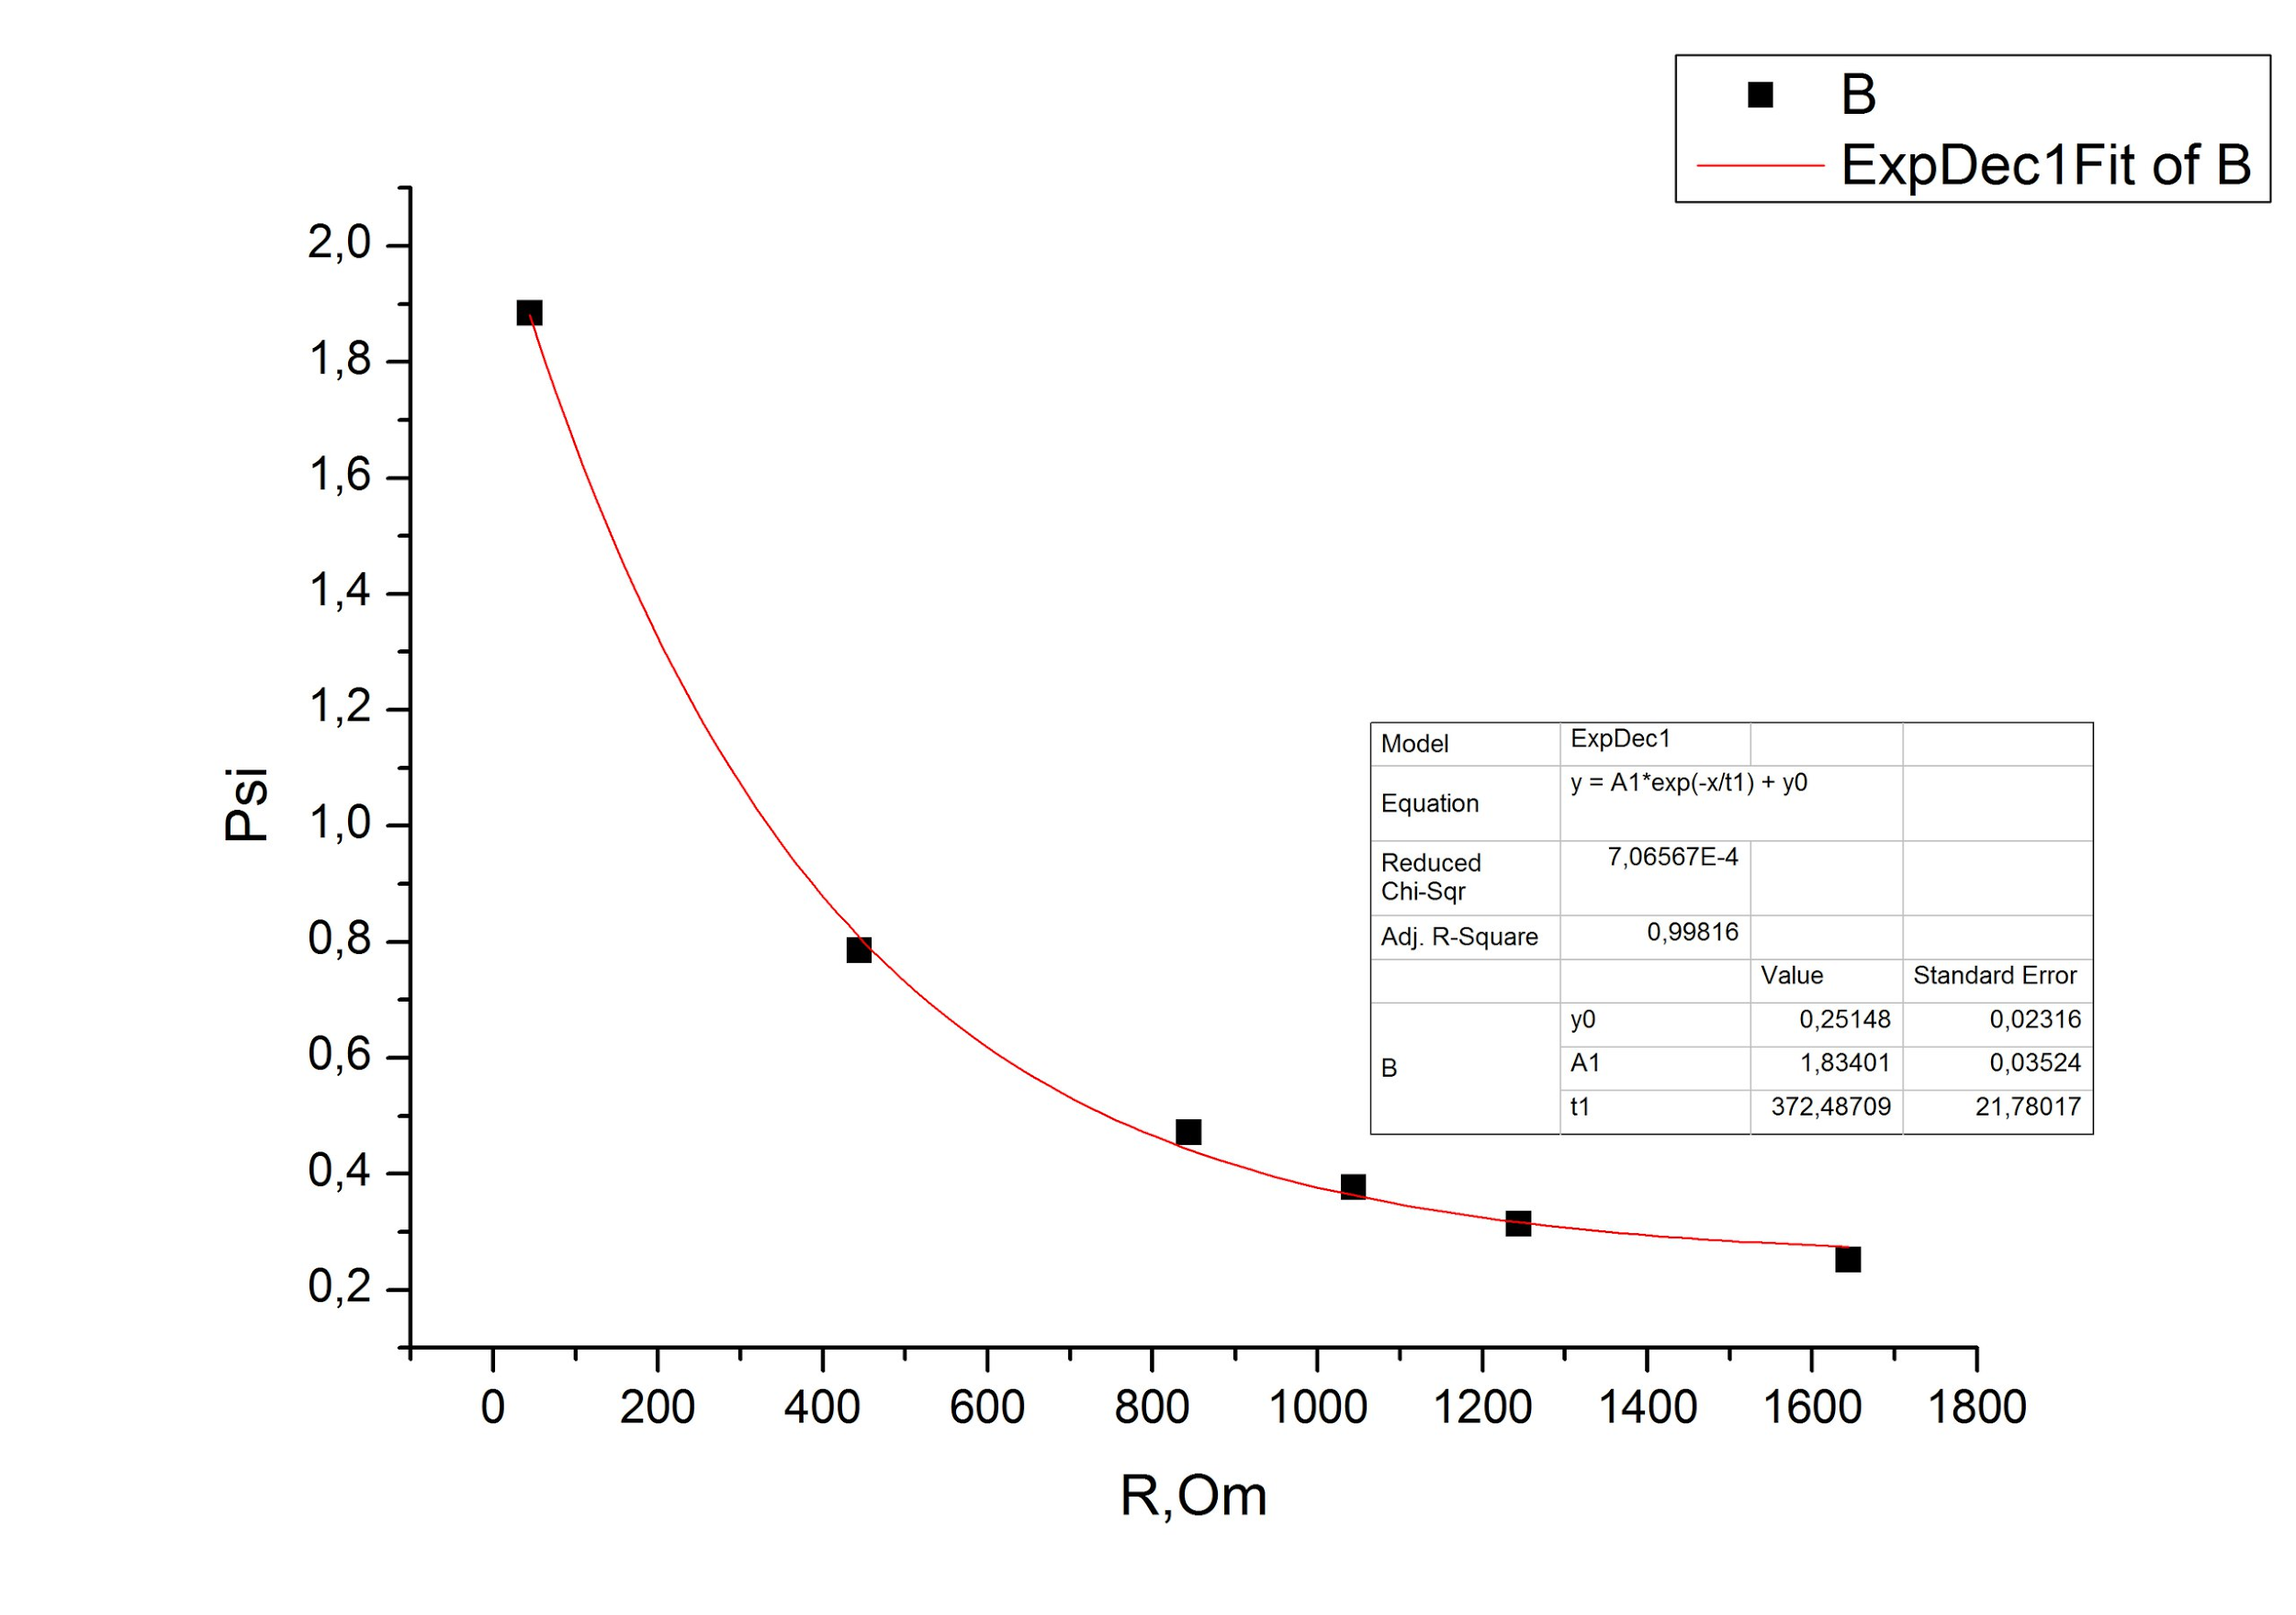 B
ExpDec1Fit of B
2,0
1,8
1,6
1,4
1,2
1,0
0,8
0,6
0,4
0,2
Psi
Model ExpDec1
Equation y = A1*exp(-x/t1) + y0
Reduced Chi-Sqr 7,06567E-4
Adj. R-Square 0,99816
Value Standard Error
B y0 0,25148 0,02316
A1 1,83401 0,03524
t1 372,48709 21,78017
0 200 400 600 800 1000 1200 1400 1600 1800
R,Om